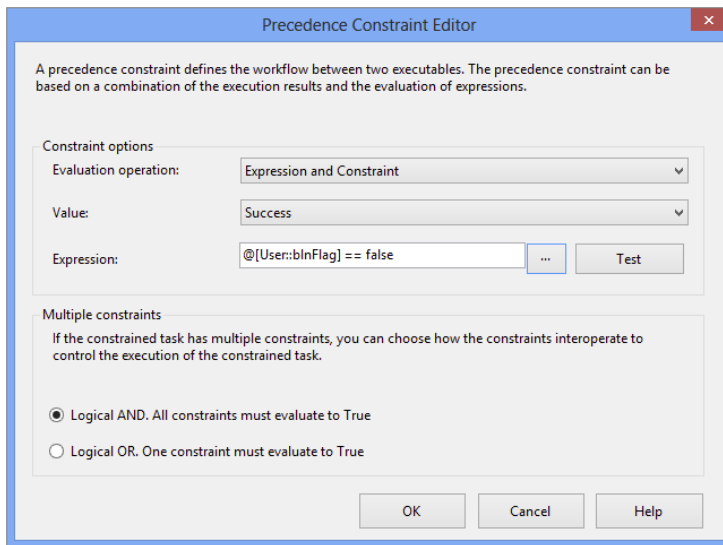 Precedence Constraint Editor
A precedence constraint defines the workflow between two executables. The precedence constraint can be
based on a combination of the execution results and the evaluation of expressions.
Constraint options
Evaluation operation: Expression and Constraint
Value: Success
Expression: @[User::blnFlag] == false ... Test
Multiple constraints
If the constrained task has multiple constraints, you can choose how the constraints interoperate to
control the execution of the constrained task.
Logical AND. All constraints must evaluate to True
Logical OR. One constraint must evaluate to True
OK Cancel Help